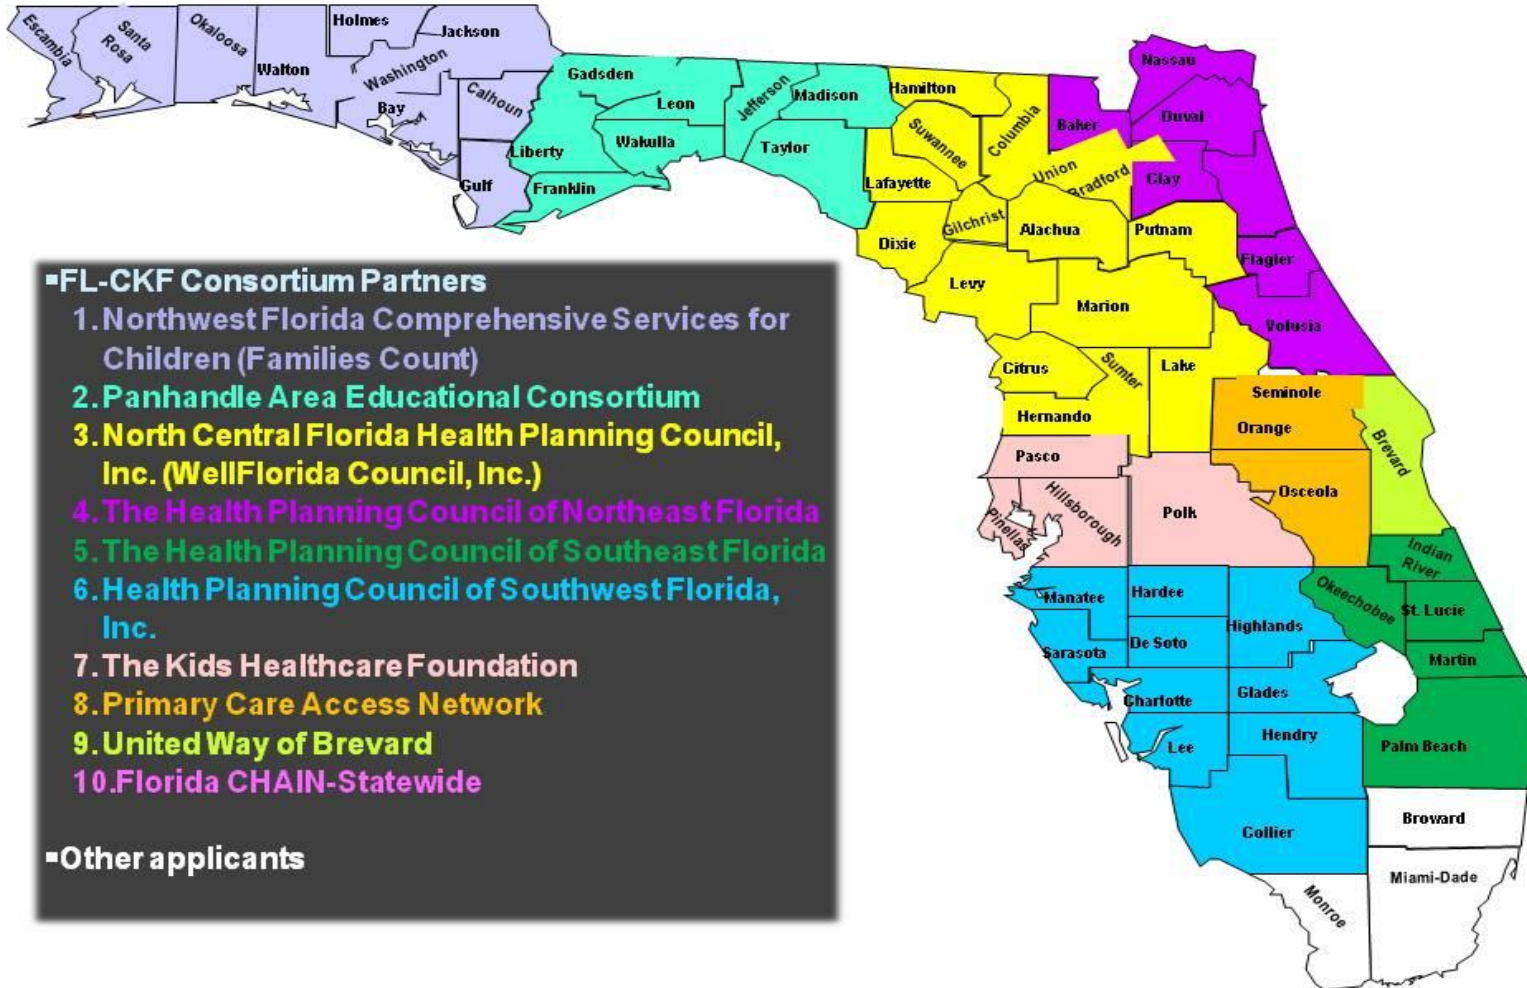 Holmes
Jackson
Escambia
Santa
Rosa
Okaloosa
Walton
Washington
Bay
Calhoun
Gulf
Gadsden
Leon
Jefferson
Madison
Liberty
Wakulla
Taylor
Franklin
Hamilton
Suwannee
Columbia
Lafayette
Union
Bradford
Gilchrist
Alachua
Putnam
Dixie
Levy
Marion
Citrus
Sumter
Lake
Hernando
Nassau
Baker
Duval
Clay
Flagler
Volusia
Seminole
Orange
Osceola
Brevard
Pasco
Pinellas
Hillsborough
Polk
Indian
River
Okeechobee
St. Lucie
Martin
Palm Beach
Manatee
Hardee
Highlands
Sarasota
De Soto
Charlotte
Glades
Lee
Hendry
Collier
Broward
Miami-Dade
Monroe
▪FL-CKF Consortium Partners
1.Northwest Florida Comprehensive Services for
Children (Families Count)
2.Panhandle Area Educational Consortium
3.North Central Florida Health Planning Council,
Inc. (WellFlorida Council, Inc.)
4.The Health Planning Council of Northeast Florida
5.The Health Planning Council of Southeast Florida
6.Health Planning Council of Southwest Florida,
Inc.
7.The Kids Healthcare Foundation
8.Primary Care Access Network
9.United Way of Brevard
10.Florida CHAIN-Statewide
▪Other applicants